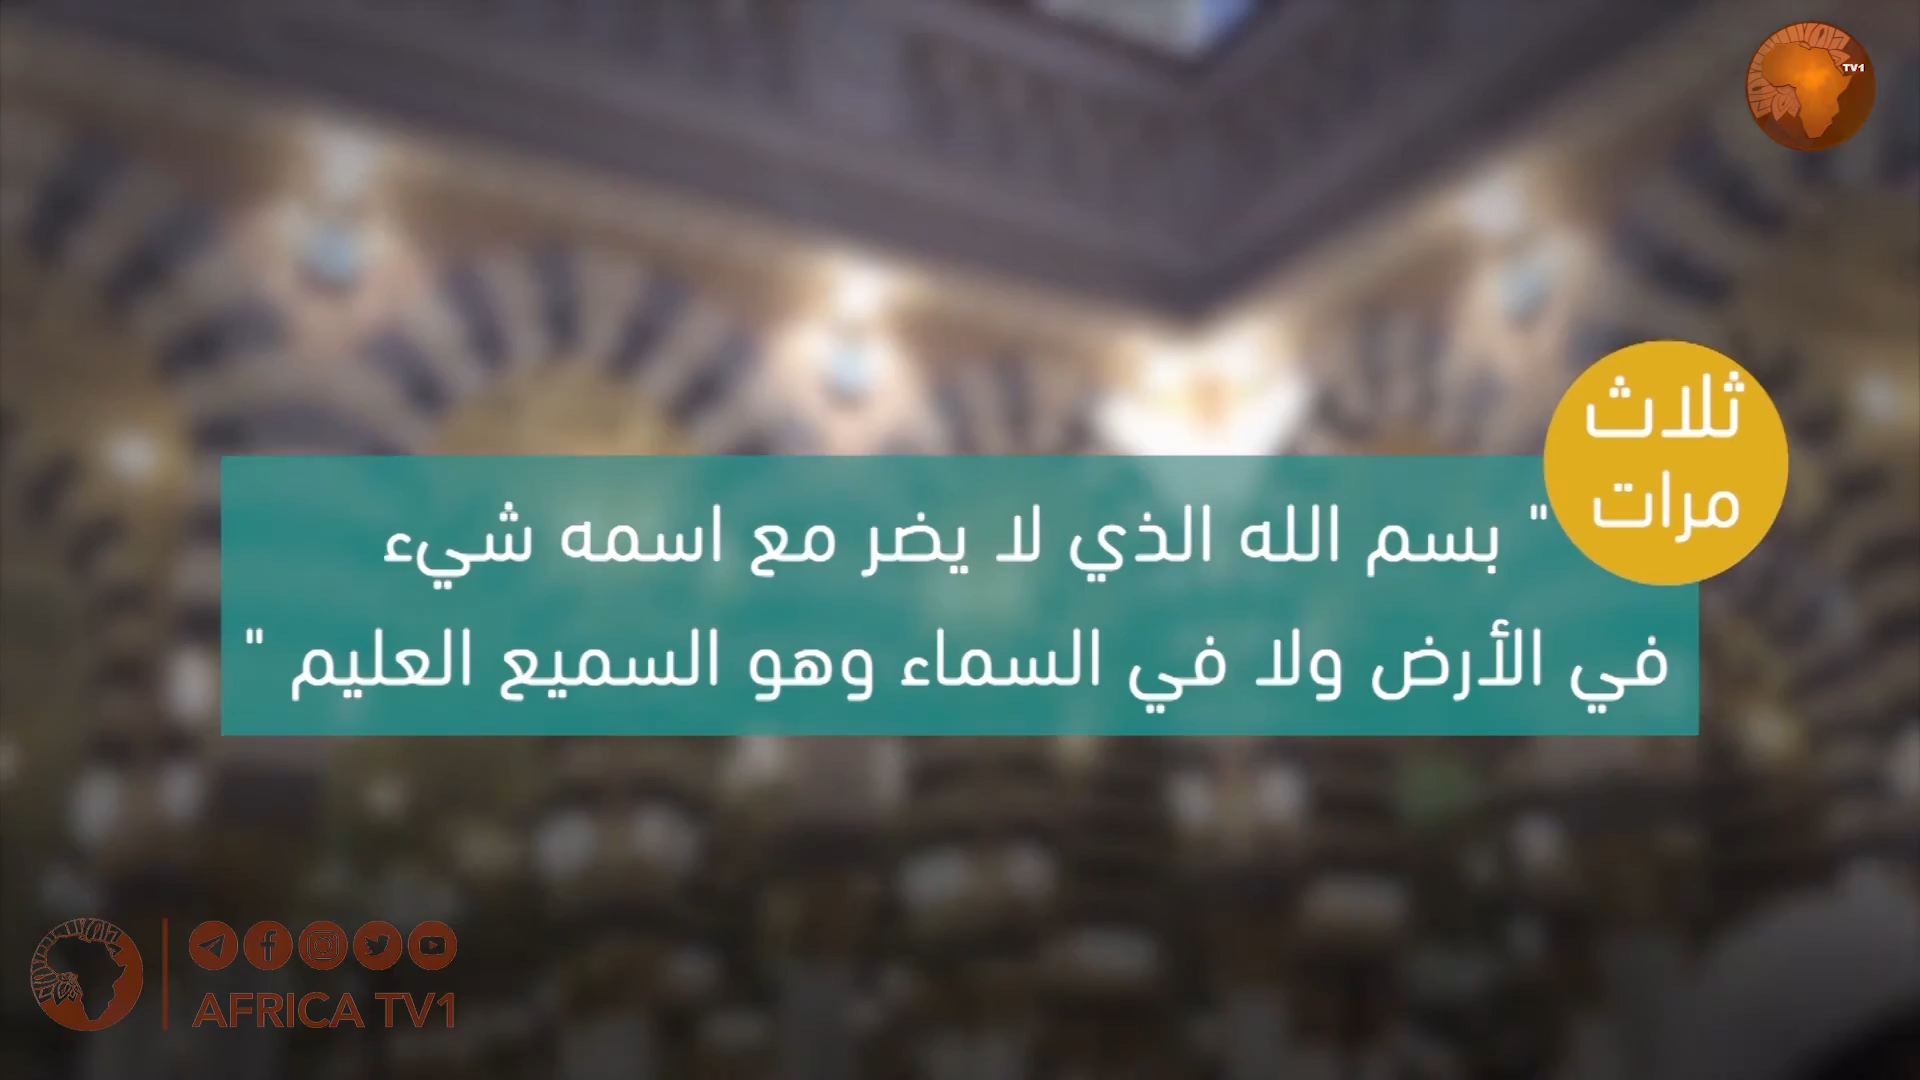 TV1
ثلاث
مرات
" بسم الله الذي لا يضر مع اسمه شيء
في الأرض ولا في السماء وهو السميع العليم "
AFRICA TV1